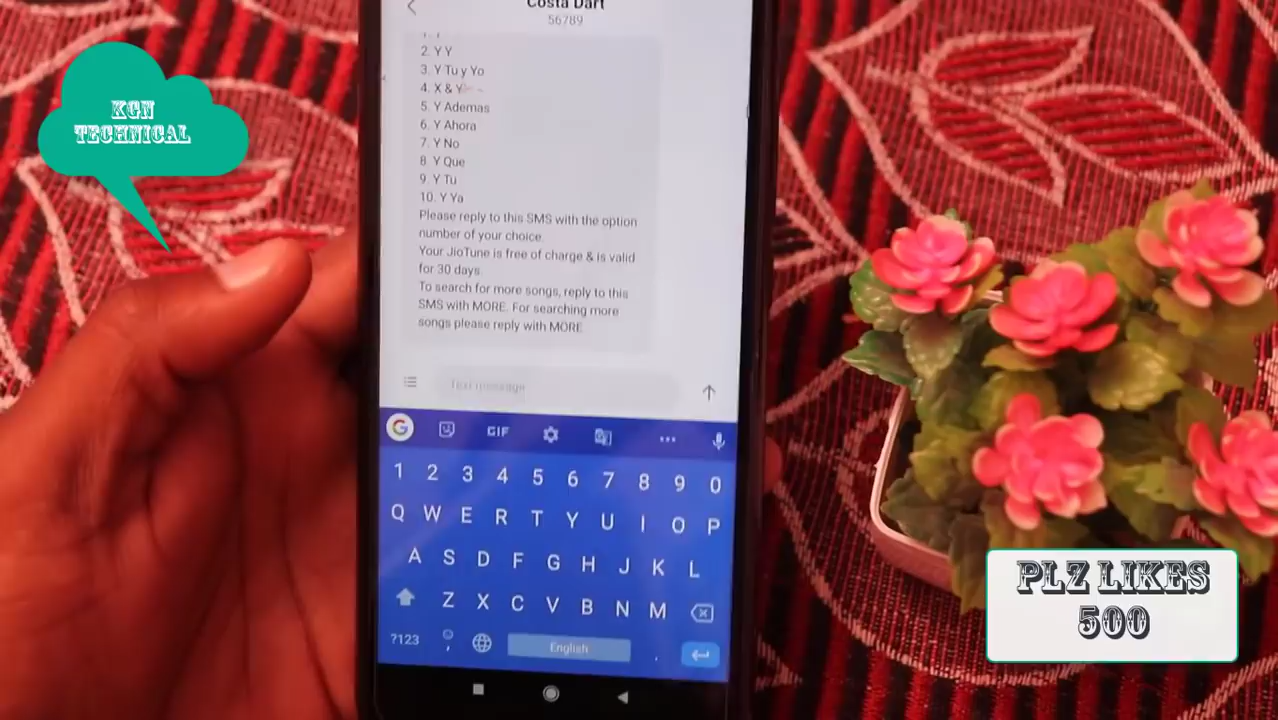 KGN
TECHNICAL
Costa Dart
56789
1. Y
2. Y Y
3. Y Tu y Yo
4. X & Y
5. Y Ademas
6. Y Ahora
7. Y No
8. Y Que
9. Y Tu
10. Y Ya
Please reply to this SMS with the option
number of your choice.
Your JioTune is free of charge & is valid
for 30 days.
To search for more songs, reply to this
SMS with MORE. For searching more
songs please reply with MORE
Text message
G GIF
1 2 3 4 5 6 7 8 9 0
Q W E R T Y U I O P
A S D F G H J K L
Z X C V B N M
?123 , English .
PLZ LIKES
500